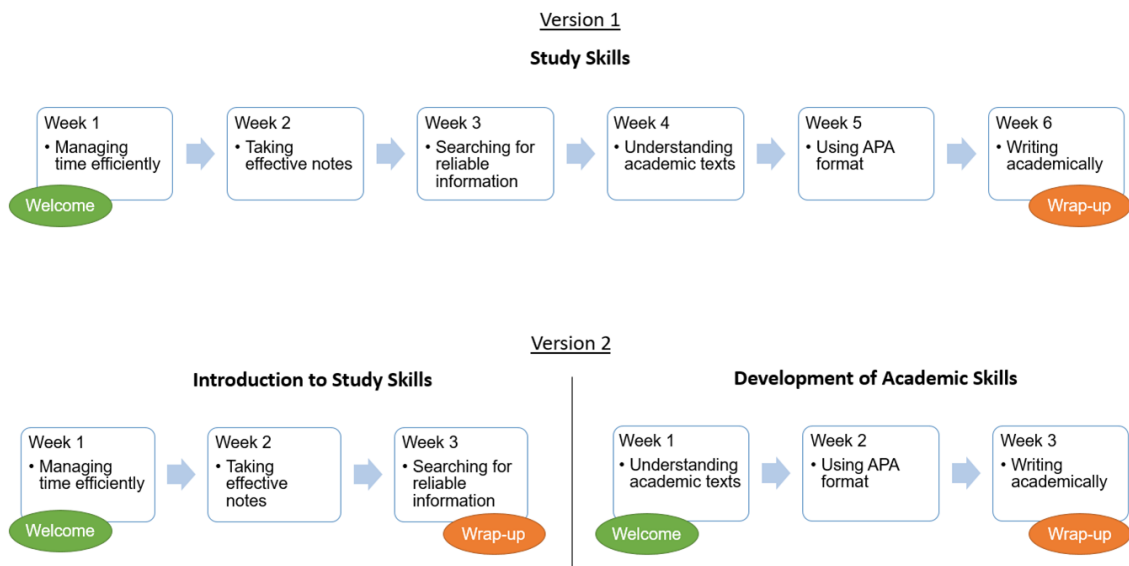 Version 1
Study Skills
Week 1
• Managing
time efficiently
Welcome
Week 2
• Taking
effective notes
Week 3
• Searching for
reliable
information
Week 4
• Understanding
academic texts
Week 5
• Using APA
format
Week 6
• Writing
academically
Wrap-up
Version 2
Introduction to Study Skills
Week 1
• Managing
time efficiently
Welcome
Week 2
• Taking
effective
notes
Week 3
• Searching for
reliable
information
Wrap-up
Development of Academic Skills
Week 1
• Understanding
academic texts
Welcome
Week 2
• Using APA
format
Week 3
• Writing
academically
Wrap-up